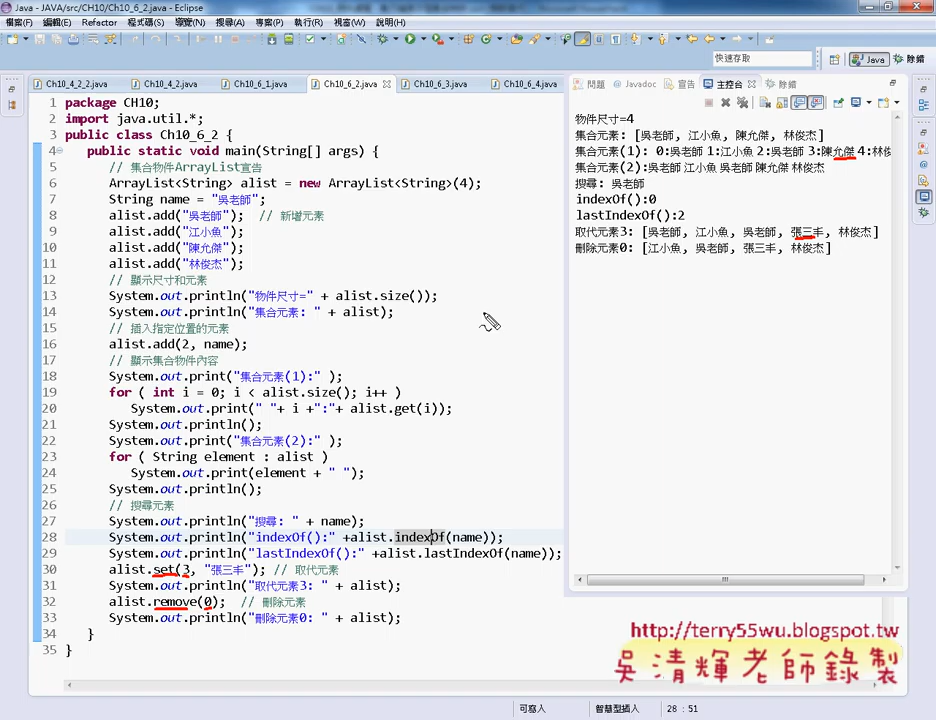 Java - JAVA/src/CH10/Ch10_6_2.java - Eclipse
檔案(F) 編輯(E) Refactor 程式碼(S) 導覽(N) 搜尋(A) 專案(P) 執行(R) 視窗(W) 說明(H)
快速存取 Java 除錯
Ch10_4_2_2.java Ch10_4_2.java Ch10_6_1.java Ch10_6_2.java Ch10_6_3.java Ch10_6_4.java
問題 @ Javadoc 宣告 主控台 除錯
1 package CH10;
2 import java.util.*;
3 public class Ch10_6_2 {
4 public static void main(String[] args) {
5 // 集合物件ArrayList宣告
6 ArrayList<String> alist = new ArrayList<String>(4);
7 String name = "吳老師";
8 alist.add("吳老師"); // 新增元素
9 alist.add("江小魚");
10 alist.add("陳允傑");
11 alist.add("林俊杰");
12 // 顯示尺寸和元素
13 System.out.println("物件尺寸=" + alist.size());
14 System.out.println("集合元素: " + alist);
15 // 插入指定位置的元素
16 alist.add(2, name);
17 // 顯示集合物件內容
18 System.out.print("集合元素(1):" );
19 for ( int i = 0; i < alist.size(); i++ )
20 System.out.print(" "+ i +":"+ alist.get(i));
21 System.out.println();
22 System.out.print("集合元素(2):" );
23 for ( String element : alist )
24 System.out.print(element + " ");
25 System.out.println();
26 // 搜尋元素
27 System.out.println("搜尋: " + name);
28 System.out.println("indexOf():" +alist.indexOf(name));
29 System.out.println("lastIndexOf():" +alist.lastIndexOf(name));
30 alist.set(3, "張三丰"); // 取代元素
31 System.out.println("取代元素3: " + alist);
32 alist.remove(0); // 刪除元素
33 System.out.println("刪除元素0: " + alist);
34 }
35 }
物件尺寸=4
集合元素: [吳老師, 江小魚, 陳允傑, 林俊杰]
集合元素(1): 0:吳老師 1:江小魚 2:吳老師 3:陳允傑 4:林俊
集合元素(2):吳老師 江小魚 吳老師 陳允傑 林俊杰
搜尋: 吳老師
indexOf():0
lastIndexOf():2
取代元素3: [吳老師, 江小魚, 吳老師, 張三丰, 林俊杰]
刪除元素0: [江小魚, 吳老師, 張三丰, 林俊杰]
http://terry55wu.blogspot.tw
吳清輝老師錄製
可寫入 智慧型插入 28 : 51